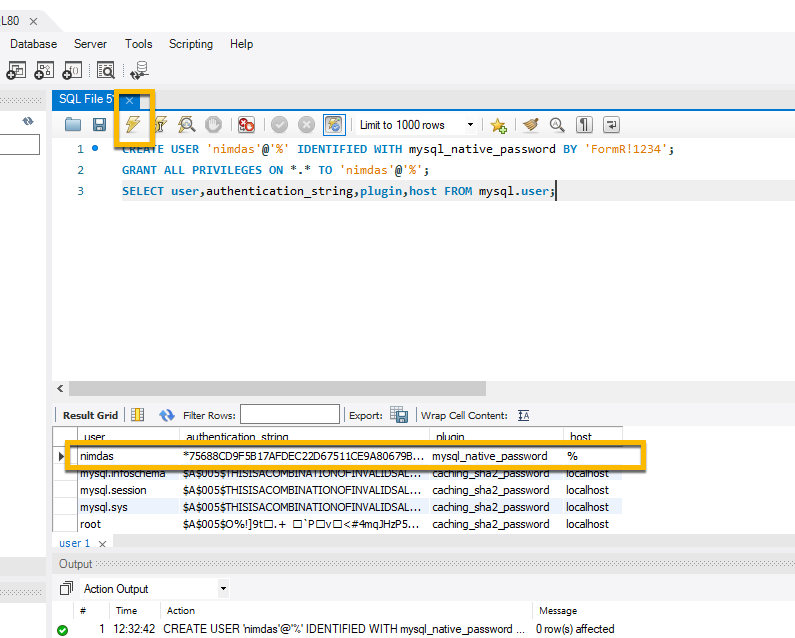 L80
Database Server Tools Scripting Help
SQL File 5
Limit to 1000 rows
1 CREATE USER 'nimdas'@'%' IDENTIFIED WITH mysql_native_password BY 'FormR!1234';
2 GRANT ALL PRIVILEGES ON *.* TO 'nimdas'@'%';
3 SELECT user,authentication_string,plugin,host FROM mysql.user;
Result Grid Filter Rows: Export: Wrap Cell Content:
user authentication_string plugin host
nimdas *75688CD9F5B17AFDEC22D67511CE9A80679B... mysql_native_password %
mysql.infoschema $A$005$THISISACOMBINATIONOFINVALIDSAL... caching_sha2_password localhost
mysql.session $A$005$THISISACOMBINATIONOFINVALIDSAL... caching_sha2_password localhost
mysql.sys $A$005$THISISACOMBINATIONOFINVALIDSAL... caching_sha2_password localhost
root caching_sha2_password localhost
user 1
Output
Action Output
# Time Action Message
1 12:32:42 CREATE USER 'nimdas'@'%' IDENTIFIED WITH mysql_native_password ... 0 row(s) affected